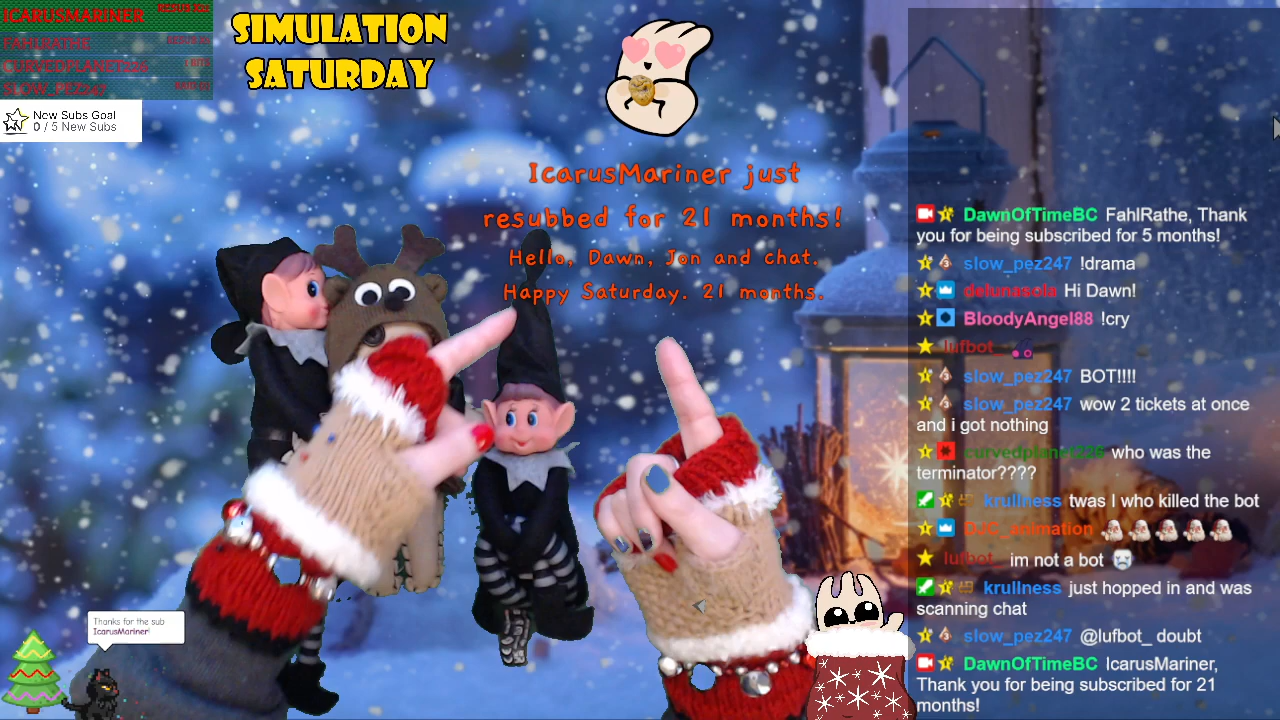 ICARUSMARINER
FAHLRATHE
CURVEDPLANET226
SLOW_PEZ247
New Subs Goal
0 / 5 New Subs
SIMULATION
SATURDAY
IcarusMariner just
resubbed for 21 months!
Hello, Dawn, Jon and chat.
Happy Saturday. 21 months.
Thanks for the sub
IcarusMariner!
DawnOfTimeBC FahlRathe, Thank
you for being subscribed for 5 months!
slow_pez247 !drama
delunasola Hi Dawn!
BloodyAngel88 !cry
lufbot_
slow_pez247 BOT!!!!
slow_pez247 wow 2 tickets at once
and i got nothing
curvedplanet226 who was the
terminator????
krullness twas I who killed the bot
DJC_animation
lufbot_ im not a bot
krullness just hopped in and was
scanning chat
slow_pez247 @lufbot_ doubt
DawnOfTimeBC IcarusMariner,
Thank you for being subscribed for 21
months!